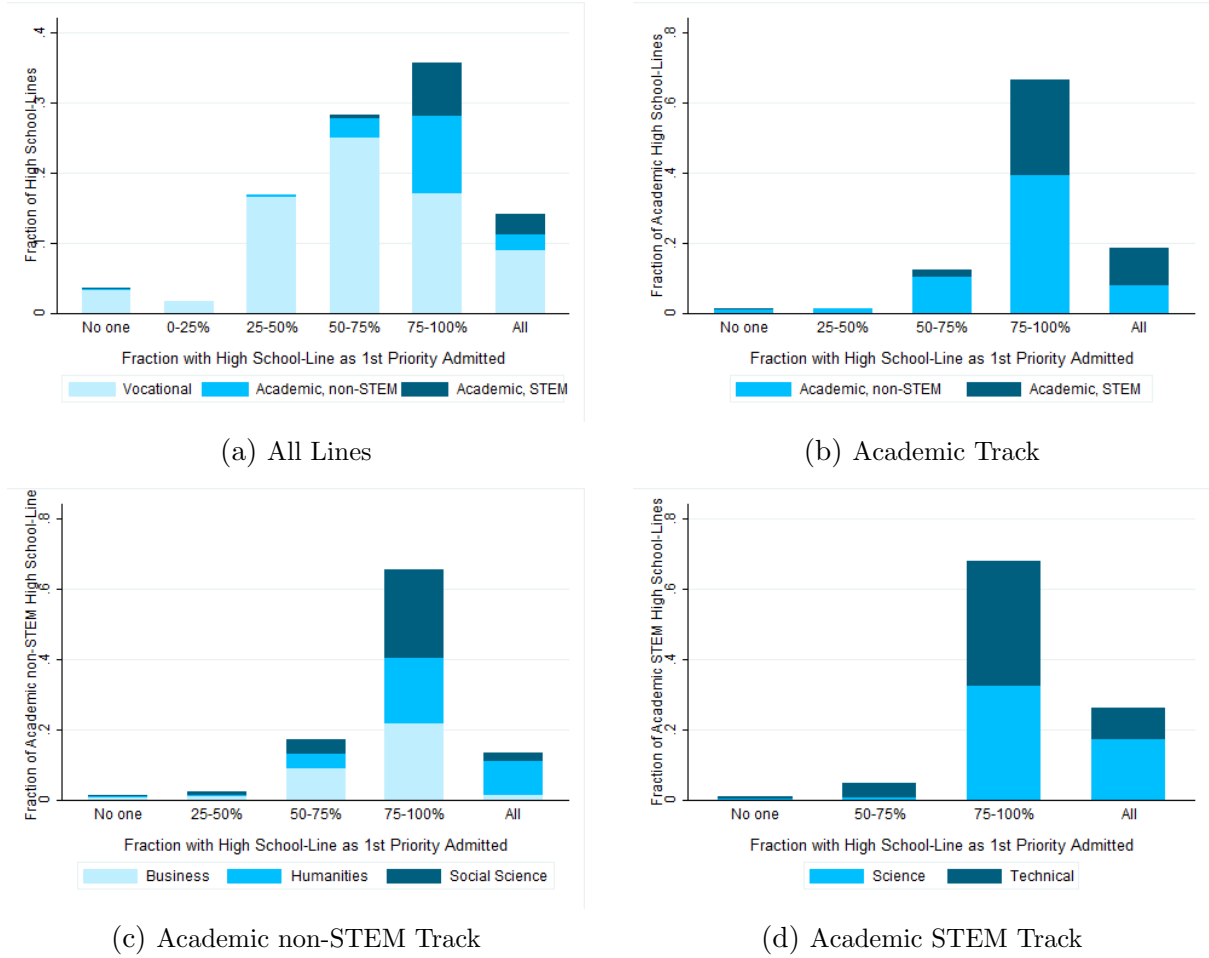 Fraction of High School-Lines
.4
.3
.2
.1
0
No one 0-25% 25-50% 50-75% 75-100% All
Fraction with High School-Line as 1st Priority Admitted
Vocational Academic, non-STEM Academic, STEM
(a) All Lines
Fraction of Academic High School-Lines
.8
.6
.4
.2
0
No one 25-50% 50-75% 75-100% All
Fraction with High School-Line as 1st Priority Admitted
Academic, non-STEM Academic, STEM
(b) Academic Track
Fraction of Academic non-STEM High School-Line
.8
.6
.4
.2
0
No one 25-50% 50-75% 75-100% All
Fraction with High School-Line as 1st Priority Admitted
Business Humanities Social Science
(c) Academic non-STEM Track
Fraction of Academic STEM High School-Lines
.8
.6
.4
.2
0
No one 50-75% 75-100% All
Fraction with High School-Line as 1st Priority Admitted
Science Technical
(d) Academic STEM Track